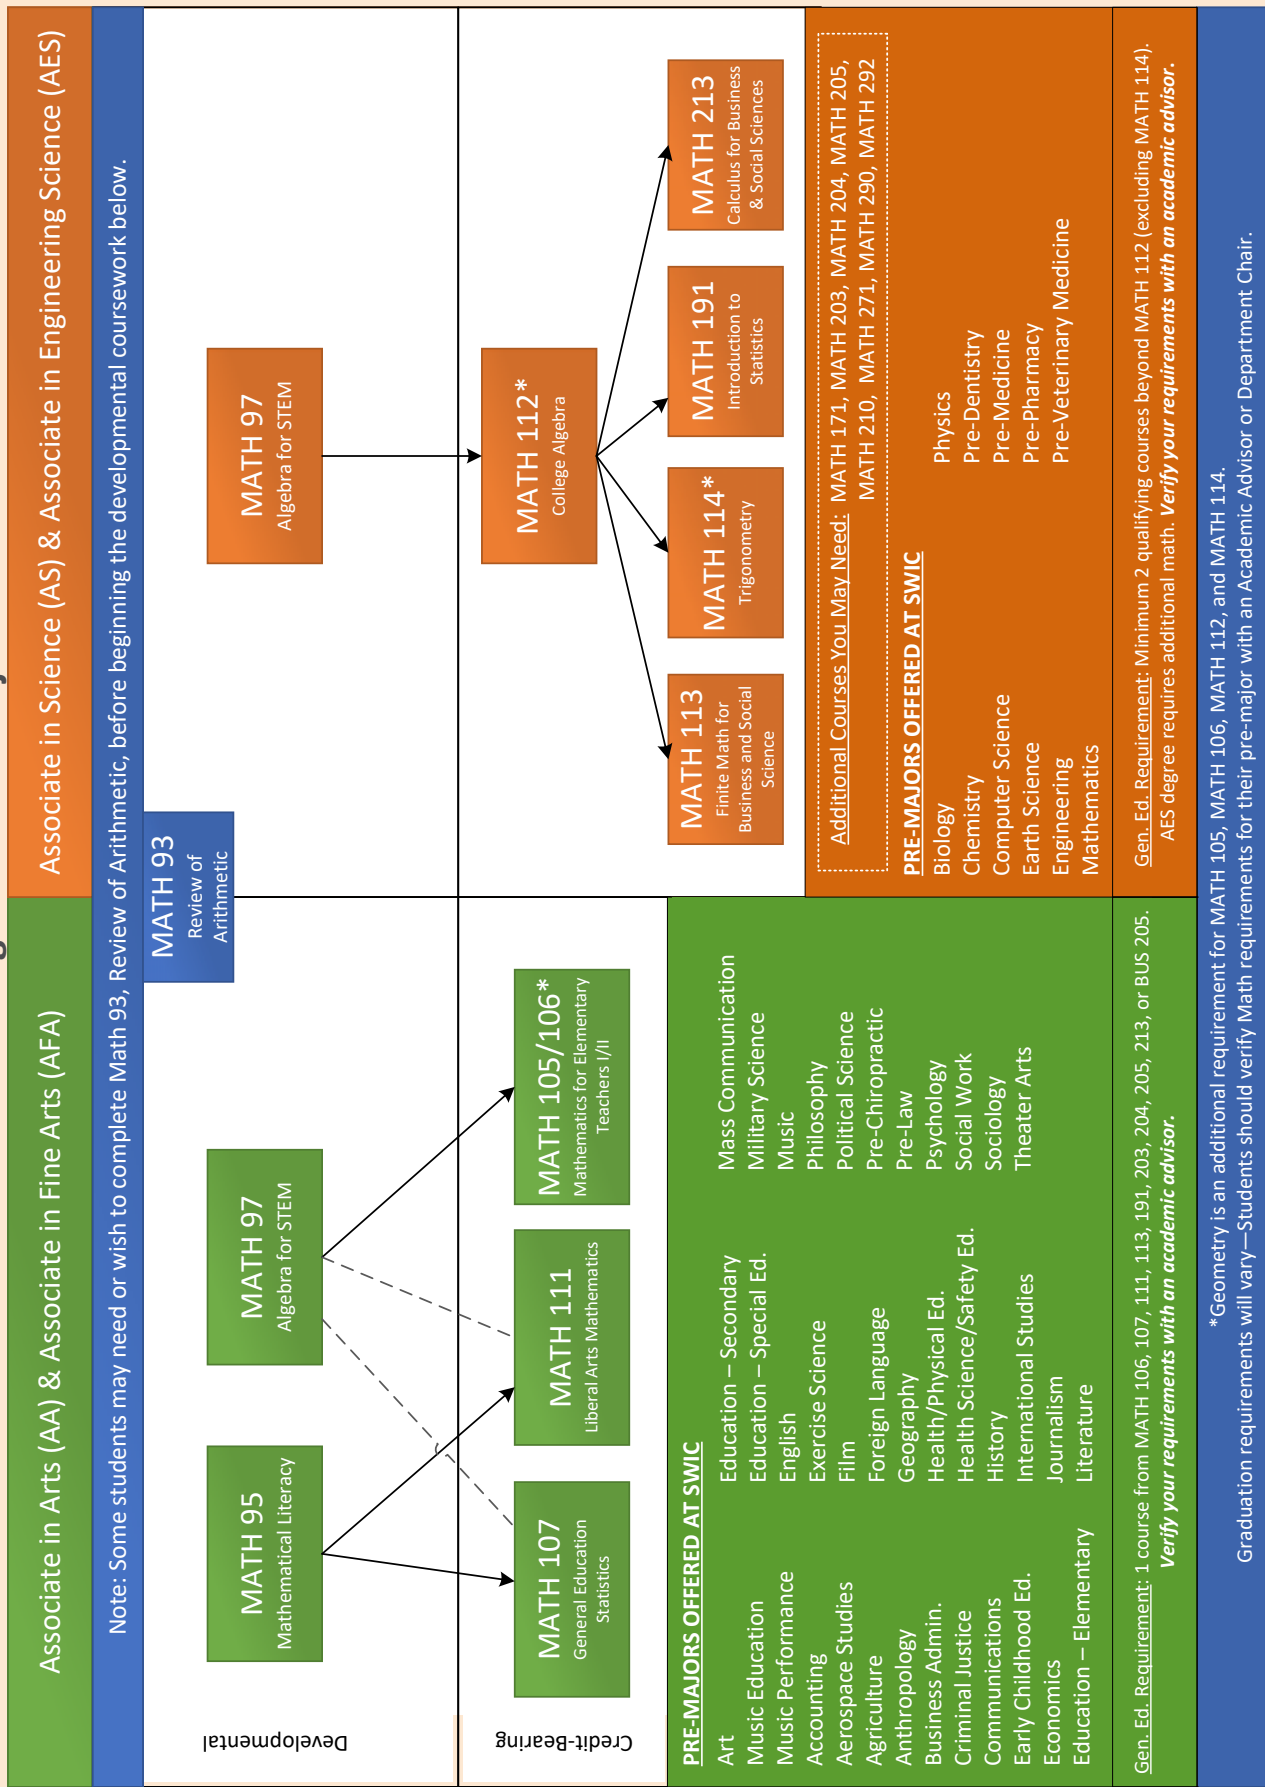 Associate in Arts (AA) & Associate in Fine Arts (AFA)
Associate in Science (AS) & Associate in Engineering Science (AES)
Note: Some students may need or wish to complete Math 93, Review of Arithmetic, before beginning the developmental coursework below.
MATH 93
Review of
Arithmetic
Developmental
MATH 95
Mathematical Literacy
MATH 97
Algebra for STEM
MATH 97
Algebra for STEM
Credit-Bearing
MATH 107
General Education
Statistics
MATH 111
Liberal Arts Mathematics
MATH 105/106*
Mathematics for Elementary
Teachers I/II
MATH 112*
College Algebra
MATH 113
Finite Math for
Business and Social
Science
MATH 114*
Trigonometry
MATH 191
Introduction to
Statistics
MATH 213
Calculus for Business
& Social Sciences
PRE-MAJORS OFFERED AT SWIC
Art
Music Education
Music Performance
Accounting
Aerospace Studies
Agriculture
Anthropology
Business Admin.
Criminal Justice
Communications
Early Childhood Ed.
Economics
Education – Elementary
Education – Secondary
Education – Special Ed.
English
Exercise Science
Film
Foreign Language
Geography
Health/Physical Ed.
Health Science/Safety Ed.
History
International Studies
Journalism
Literature
Mass Communication
Military Science
Music
Philosophy
Political Science
Pre-Chiropractic
Pre-Law
Psychology
Social Work
Sociology
Theater Arts
Gen. Ed. Requirement: 1 course from MATH 106, 107, 111, 113, 191, 203, 204, 205, 213, or BUS 205.
Verify your requirements with an academic advisor.
Additional Courses You May Need: MATH 171, MATH 203, MATH 204, MATH 205,
MATH 210, MATH 271, MATH 290, MATH 292
PRE-MAJORS OFFERED AT SWIC
Biology
Chemistry
Computer Science
Earth Science
Engineering
Mathematics
Physics
Pre-Dentistry
Pre-Medicine
Pre-Pharmacy
Pre-Veterinary Medicine
Gen. Ed. Requirement: Minimum 2 qualifying courses beyond MATH 112 (excluding MATH 114).
AES degree requires additional math. Verify your requirements with an academic advisor.
*Geometry is an additional requirement for MATH 105, MATH 106, MATH 112, and MATH 114.
Graduation requirements will vary—Students should verify Math requirements for their pre-major with an Academic Advisor or Department Chair.